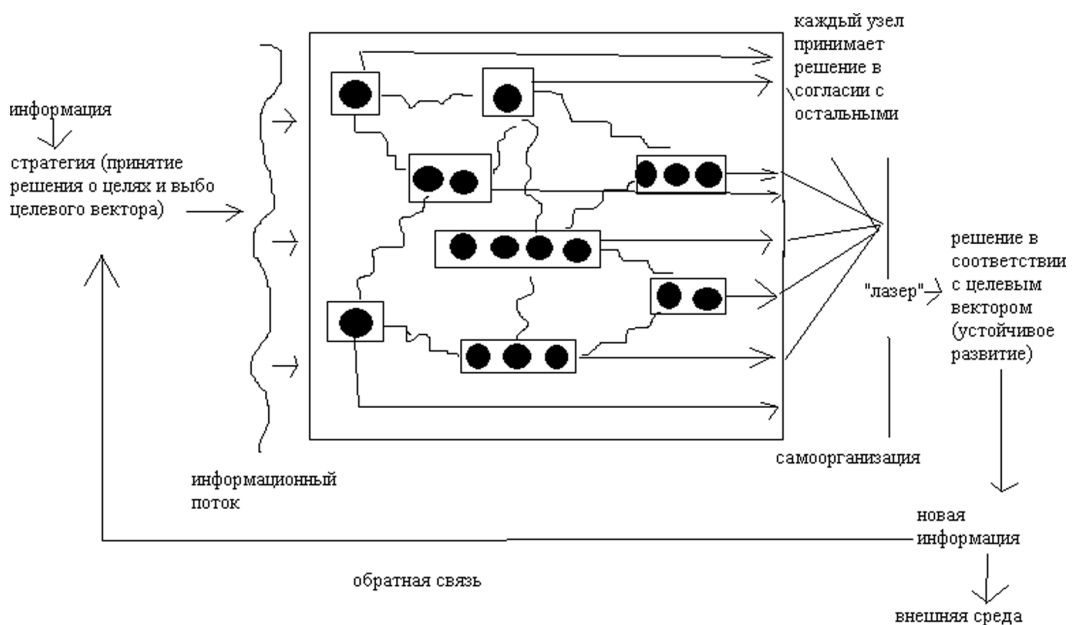 информация
стратегия (принятие
решения о целях и выбо
целевого вектора)
информационный
поток
каждый узел
принимает
решение в
согласии с
остальными
"лазер"
самоорганизация
решение в
соответствии
с целевым
вектором
(устойчивое
развитие)
новая
информация
обратная связь
внешняя среда